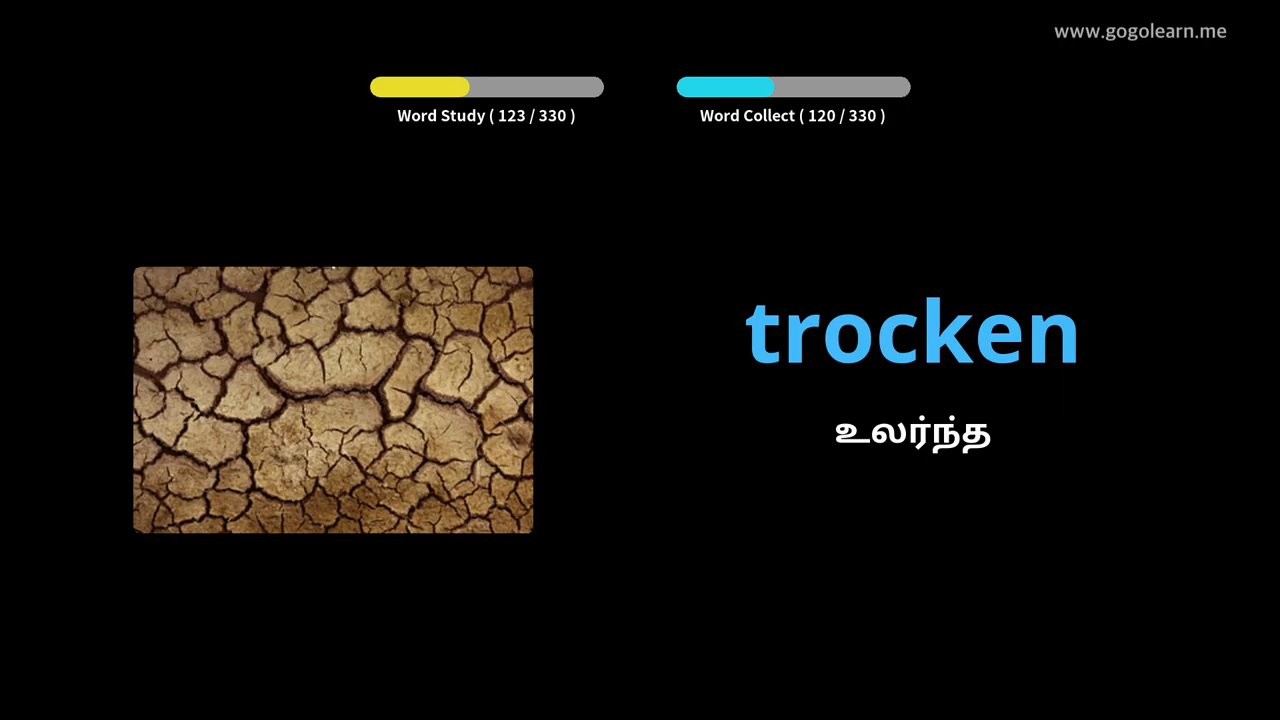 www.gogolearn.me
Word Study ( 123 / 330 )
Word Collect ( 120 / 330 )
trocken
உலர்ந்த